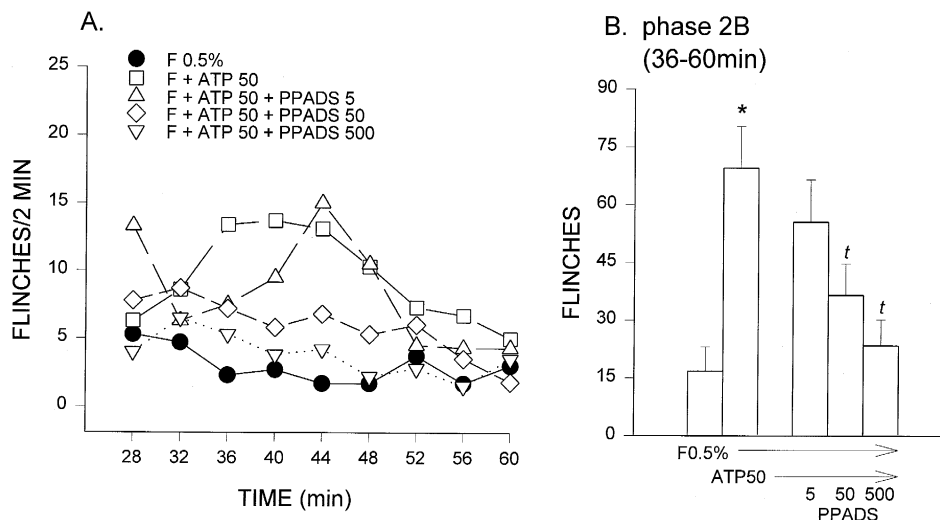 A.
F 0.5%
F + ATP 50
F + ATP 50 + PPADS 5
F + ATP 50 + PPADS 50
F + ATP 50 + PPADS 500
FLINCHES/2 MIN
25
20
15
10
5
0
28 32 36 40 44 48 52 56 60
TIME (min)
B. phase 2B
(36-60min)
FLINCHES
90
75
60
45
30
15
0
*
t
t
F0.5%
ATP50
5 50 500
PPADS